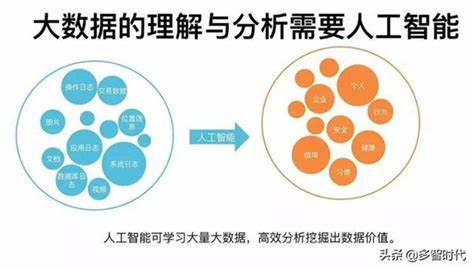 大数据的理解与分析需要人工智能
操作日志
交易数据
图片
位置信
息
应用日志
文档
系统日志
数据库日
志
视频
人工智能
个人
企业
行为
安全
健康
信用
习惯
人工智能可学习大量大数据，高效分析挖掘出数据价值。
头条 @多智时代